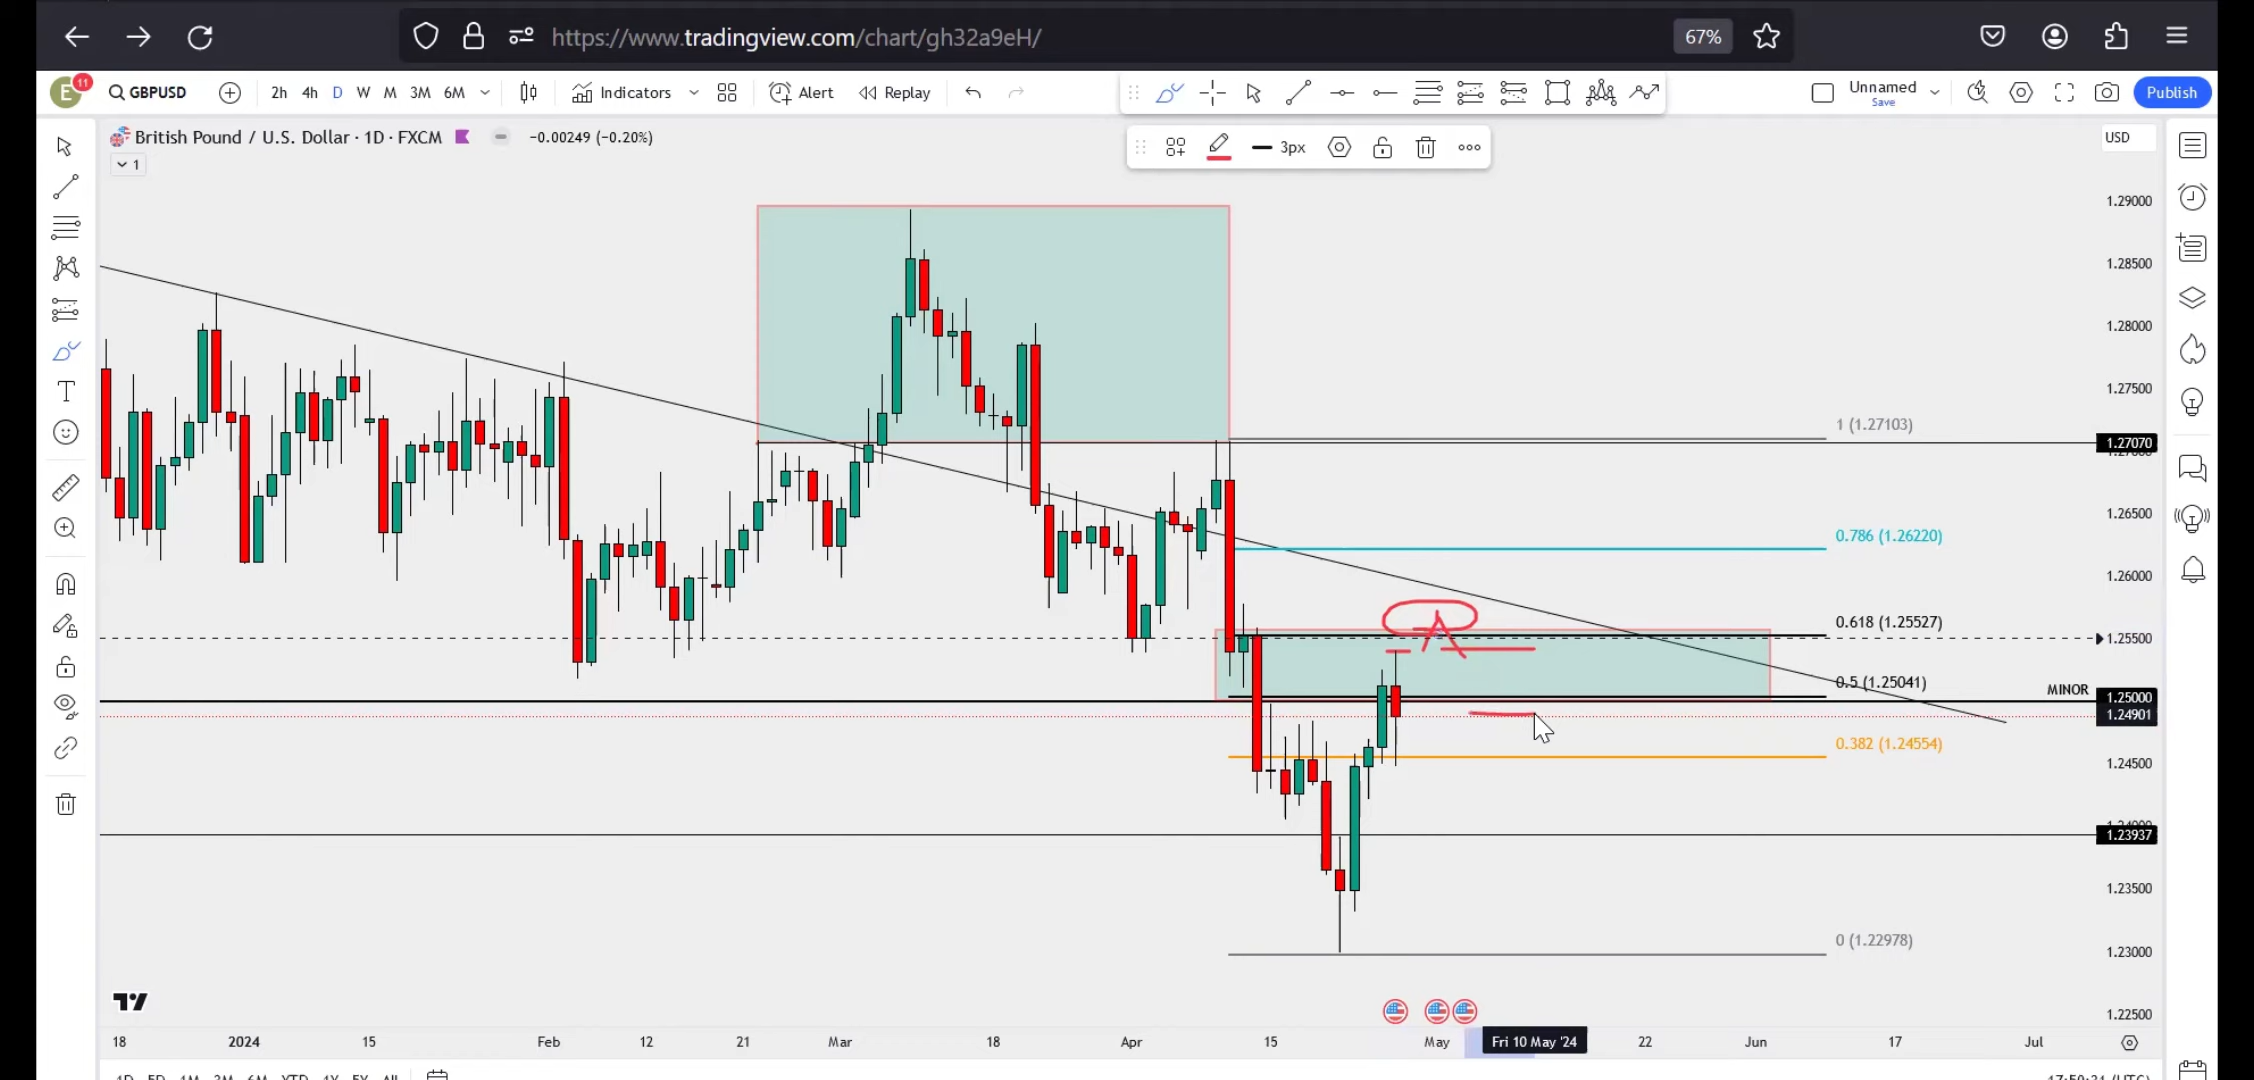 https://www.tradingview.com/chart/gh32a9eH/
67%
E
11
GBPUSD
2h 4h D W M 3M 6M
Indicators
Alert
Replay
Unnamed
Save
Publish
British Pound / U.S. Dollar · 1D · FXCM
−0.00249 (−0.20%)
1
3px
USD
1.29000
1.28500
1.28000
1.27500
1 (1.27103)
1.27070
1.26500
0.786 (1.26220)
1.26000
0.618 (1.25527)
1.25500
0.5 (1.25041)
MINOR
1.25000
1.24901
0.382 (1.24554)
1.24500
1.23937
1.23500
0 (1.22978)
1.23000
1.22500
18 2024 15 Feb 12 21 Mar 18 Apr 15 May Fri 10 May '24 22 Jun 17 Jul